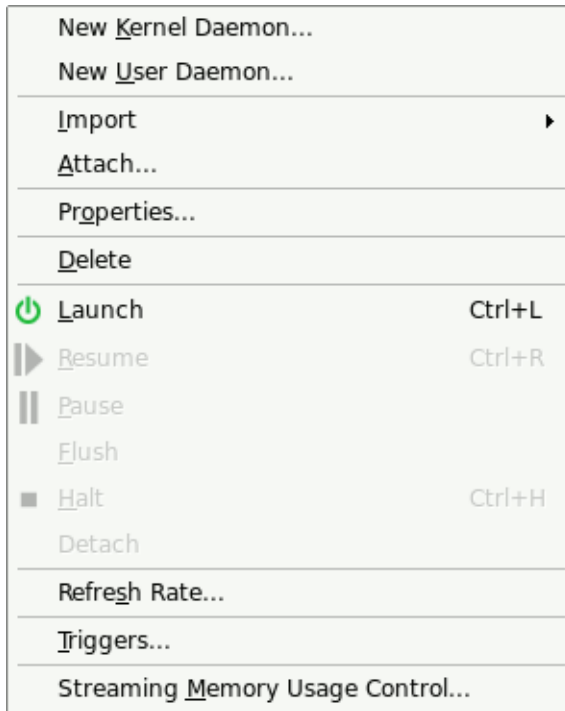 New Kernel Daemon...
New User Daemon...
Import
Attach...
Properties...
Delete
Launch Ctrl+L
Resume Ctrl+R
Pause
Flush
Halt Ctrl+H
Detach
Refresh Rate...
Triggers...
Streaming Memory Usage Control...